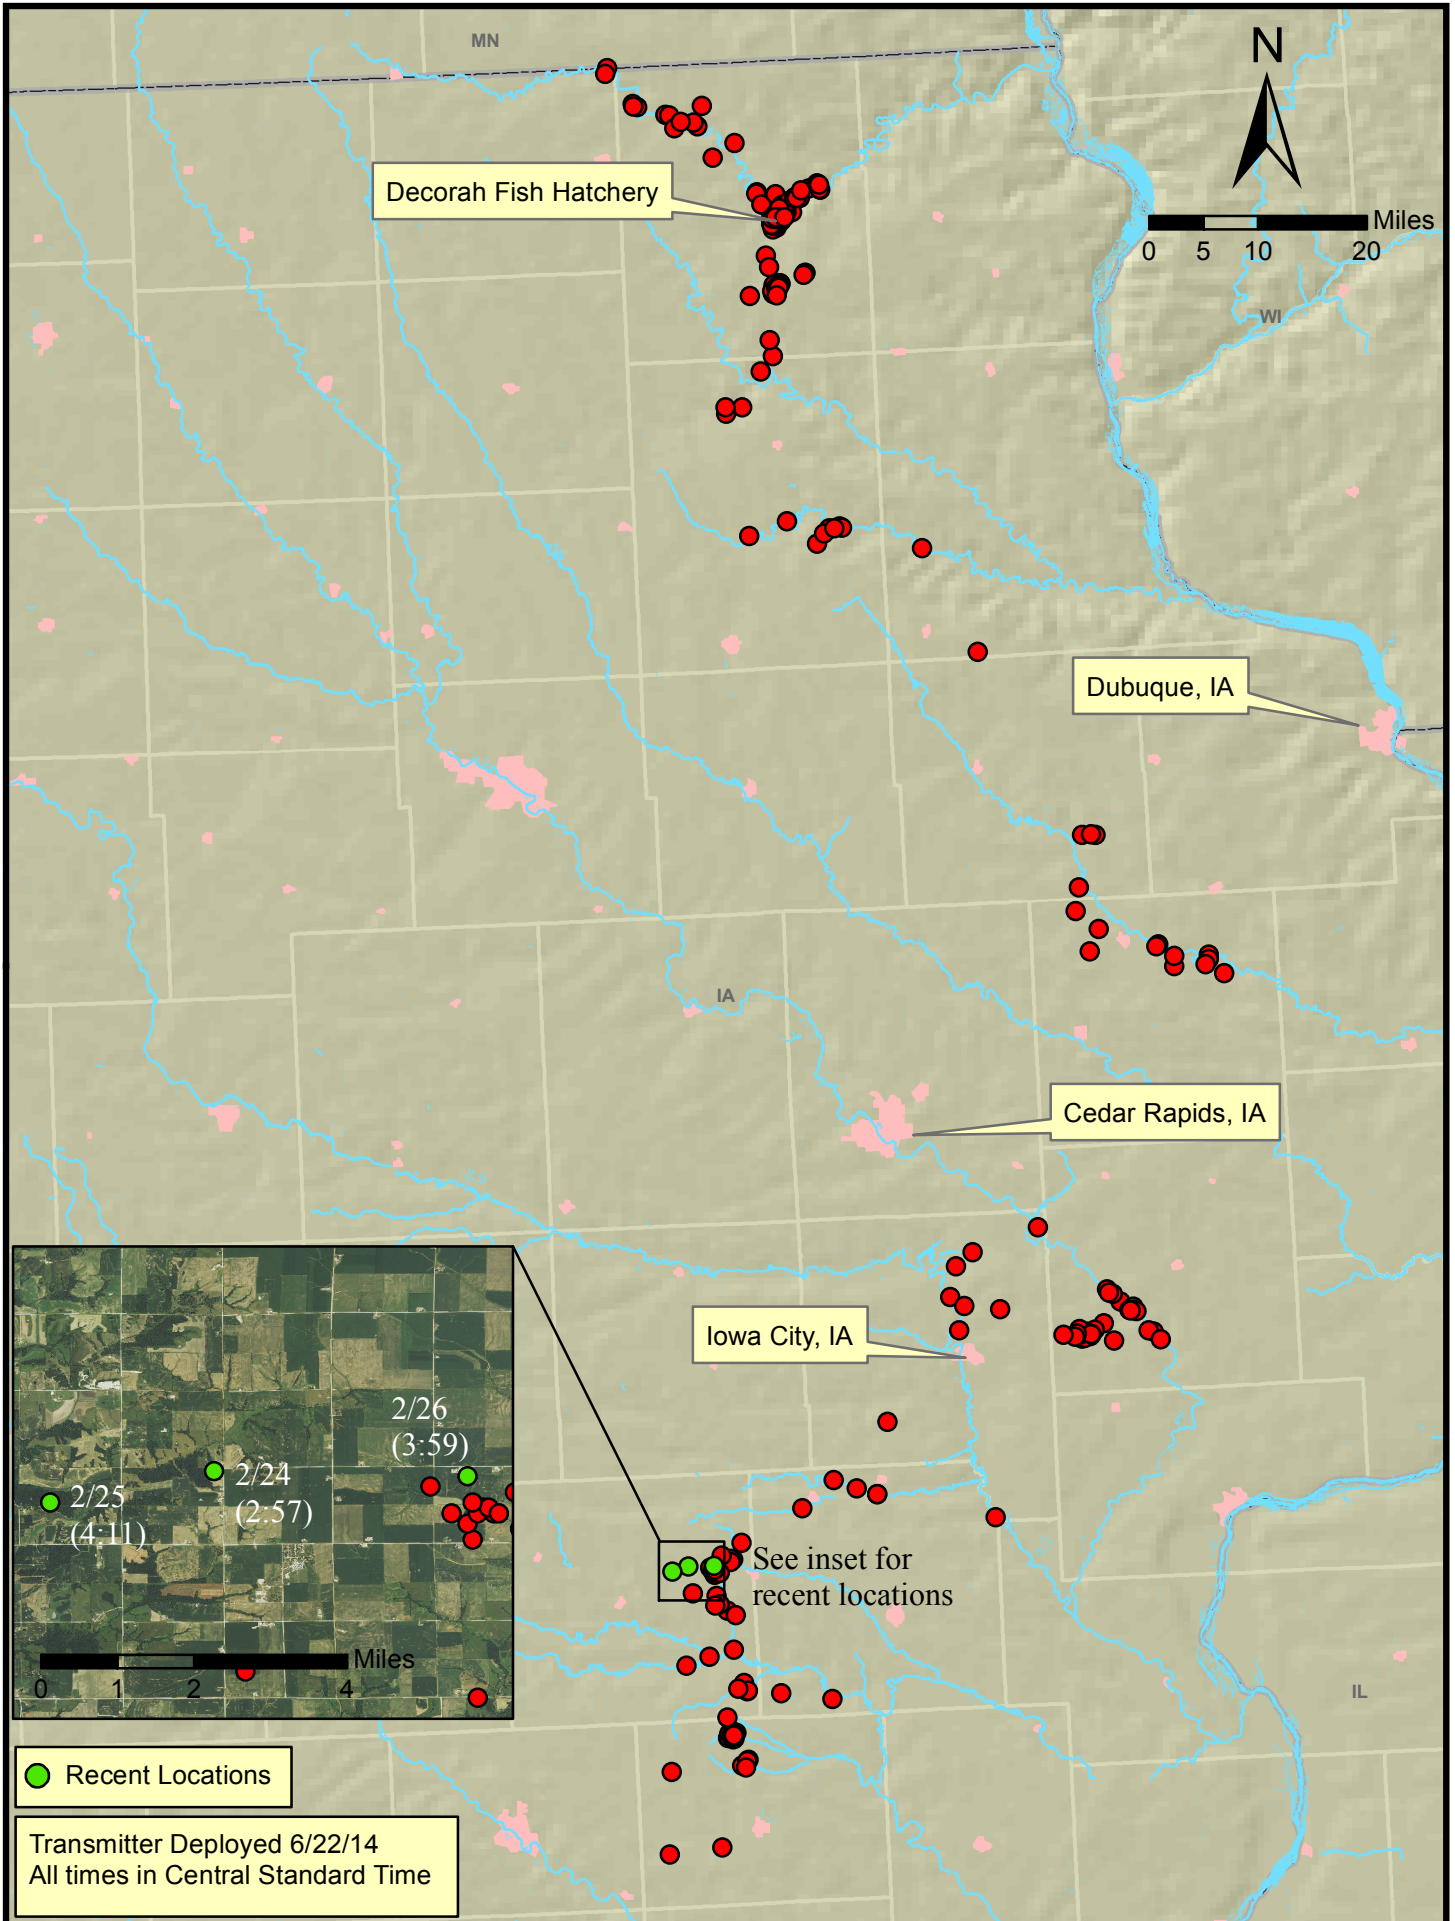 MN
N
Decorah Fish Hatchery
Miles
0 5 10 20
WI
Dubuque, IA
IA
Cedar Rapids, IA
Iowa City, IA
2/26
(3:59)
2/24
(2:57)
2/25
(4:11)
See inset for
recent locations
Miles
0 1 2 4
IL
Recent Locations
Transmitter Deployed 6/22/14
All times in Central Standard Time